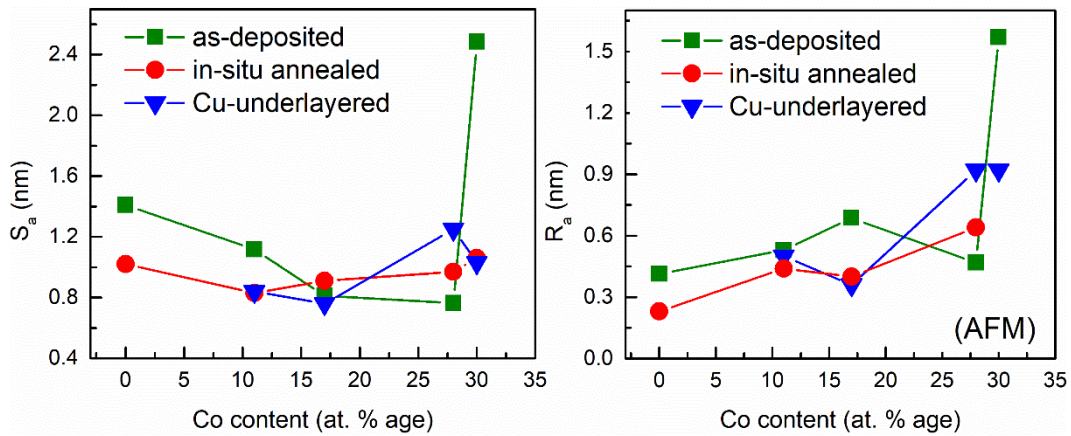 as-deposited
in-situ annealed
Cu-underlayered
2.4
2.0
1.6
1.2
0.8
0.4
Sa (nm)
0 5 10 15 20 25 30 35
Co content (at. % age)
as-deposited
in-situ annealed
Cu-underlayered
1.5
1.2
0.9
0.6
0.3
0.0
Ra (nm)
(AFM)
0 5 10 15 20 25 30 35
Co content (at. % age)